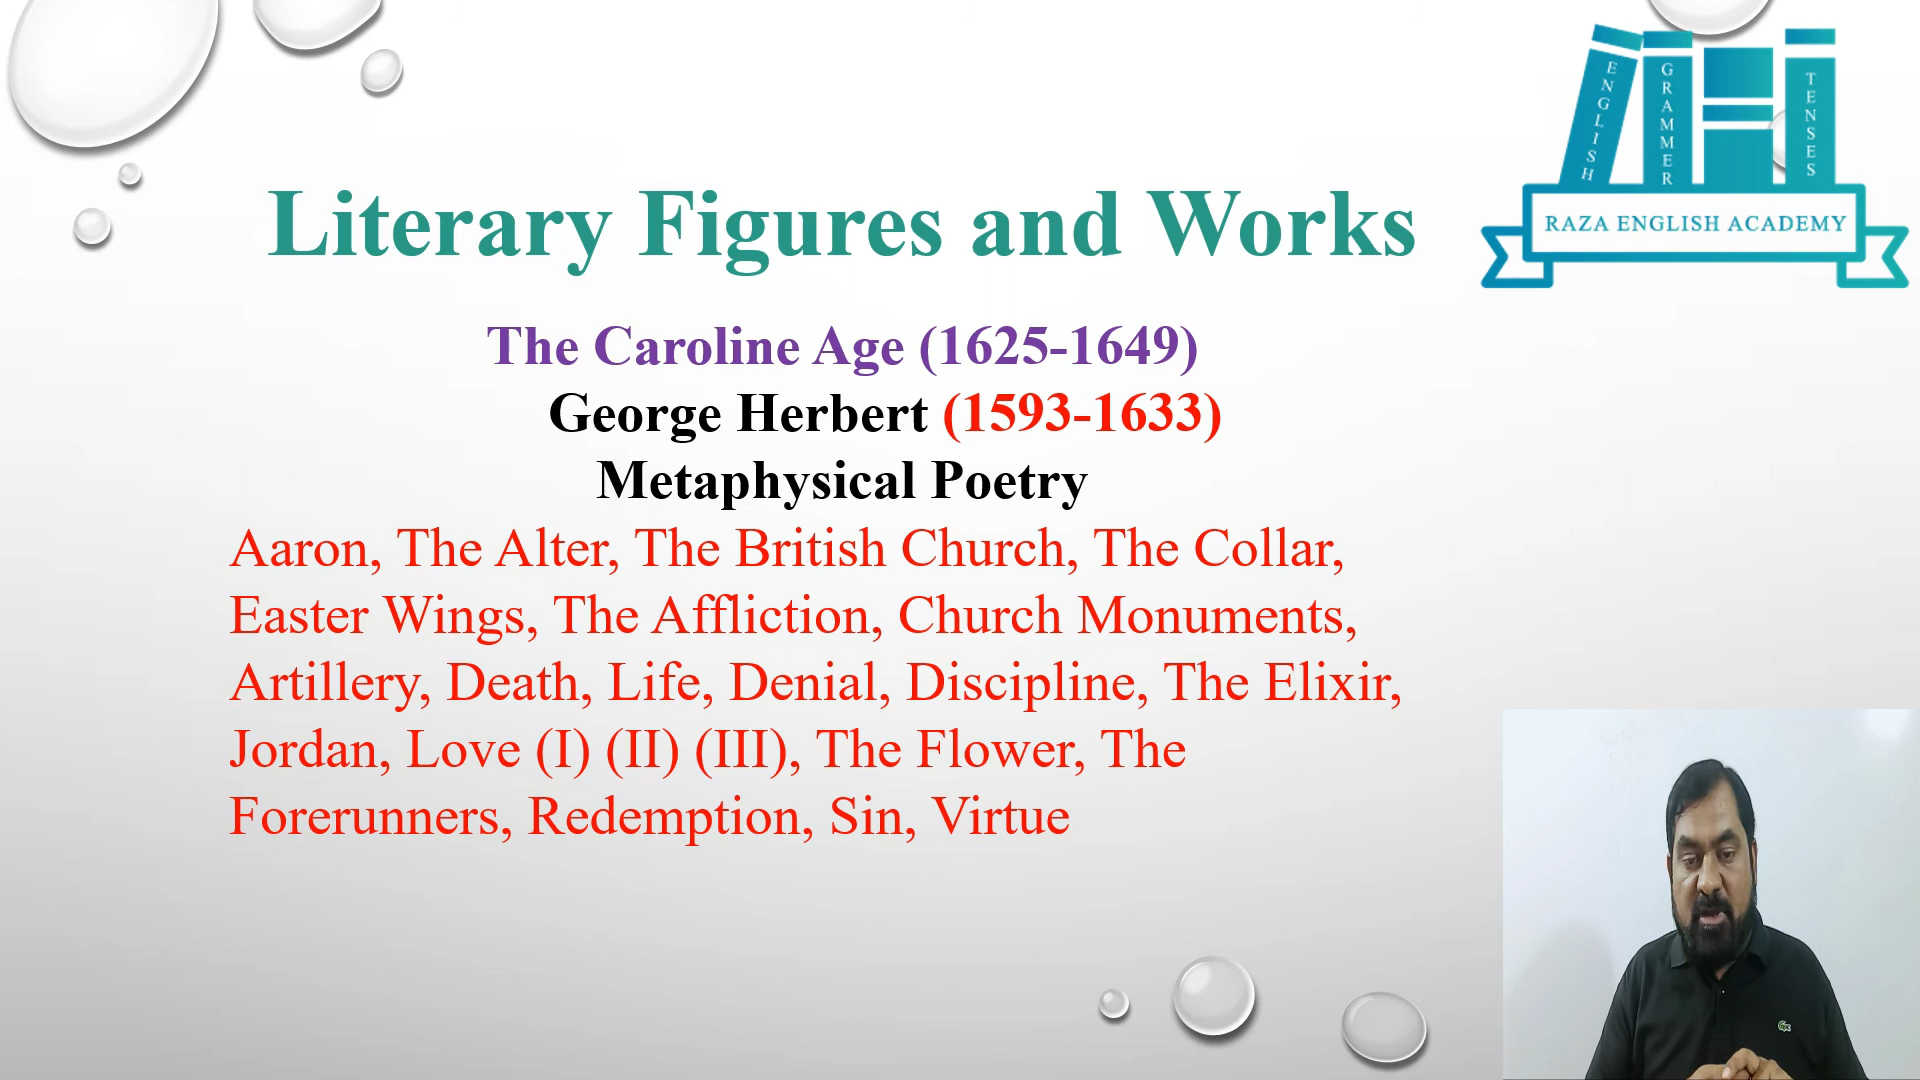 ENGLISH
GRAMMER
TENSES
RAZA ENGLISH ACADEMY
Literary Figures and Works
The Caroline Age (1625-1649)
George Herbert (1593-1633)
Metaphysical Poetry
Aaron, The Alter, The British Church, The Collar,
Easter Wings, The Affliction, Church Monuments,
Artillery, Death, Life, Denial, Discipline, The Elixir,
Jordan, Love (I) (II) (III), The Flower, The
Forerunners, Redemption, Sin, Virtue